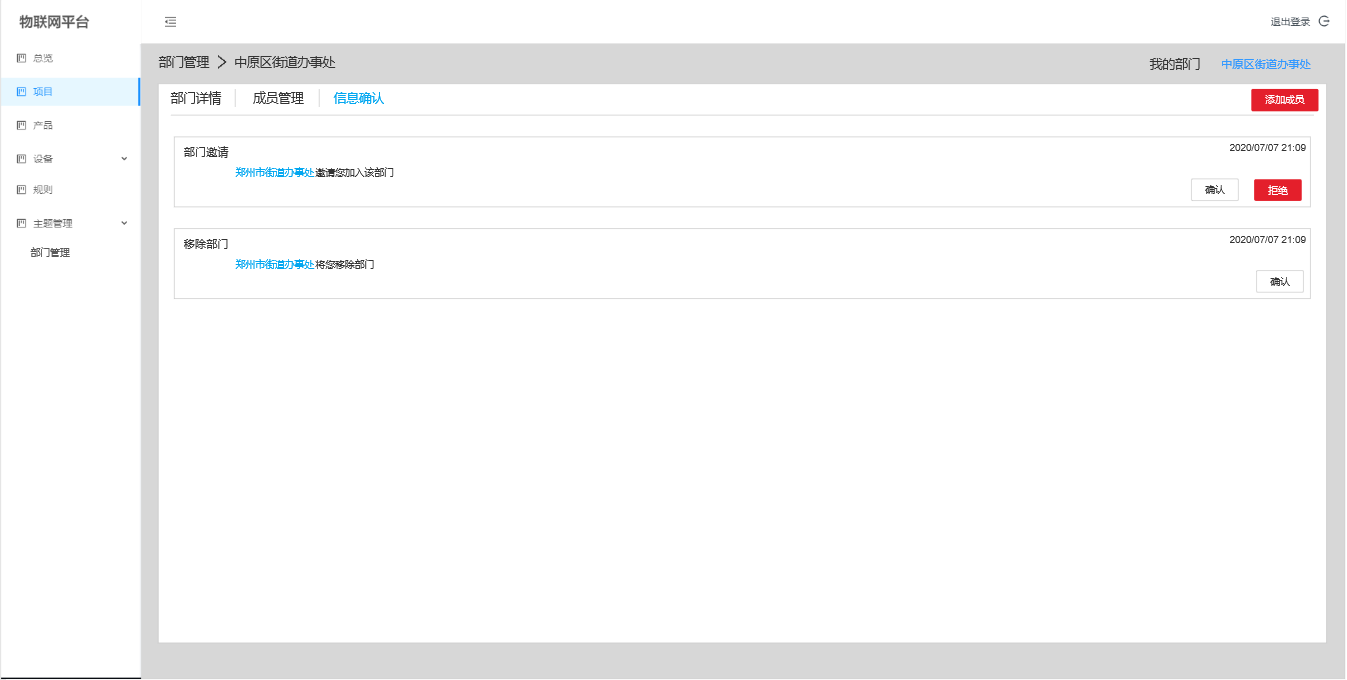 物联网平台
退出登录
总览
项目
产品
设备
规则
主题管理
部门管理
部门管理 > 中原区街道办事处
我的部门 中原区街道办事处
部门详情 成员管理 信息确认
添加成员
部门邀请
2020/07/07 21:09
郑州市街道办事处邀请您加入该部门
确认 拒绝
移除部门
2020/07/07 21:09
郑州市街道办事处将您移除部门
确认